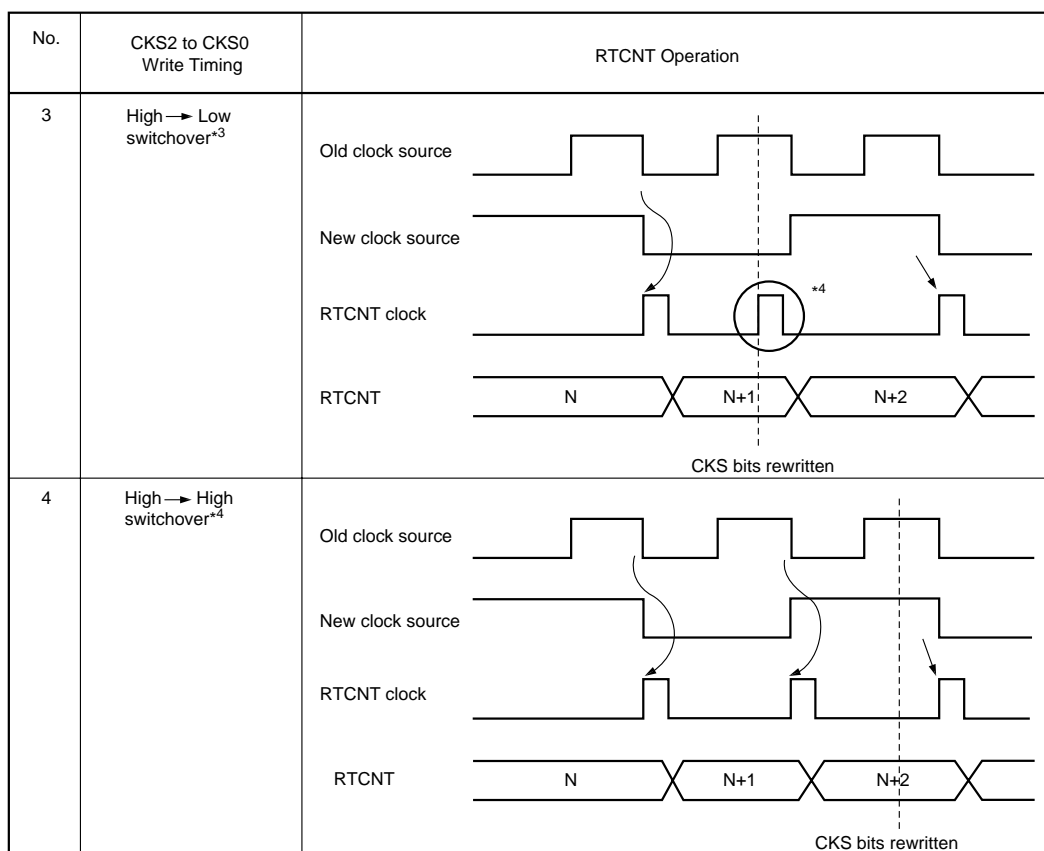 No.
CKS2 to CKS0
Write Timing
RTCNT Operation
3
High → Low
switchover*3
Old clock source
New clock source
RTCNT clock
*4
RTCNT
N
N+1
N+2
CKS bits rewritten
4
High → High
switchover*4
Old clock source
New clock source
RTCNT clock
RTCNT
N
N+1
N+2
CKS bits rewritten